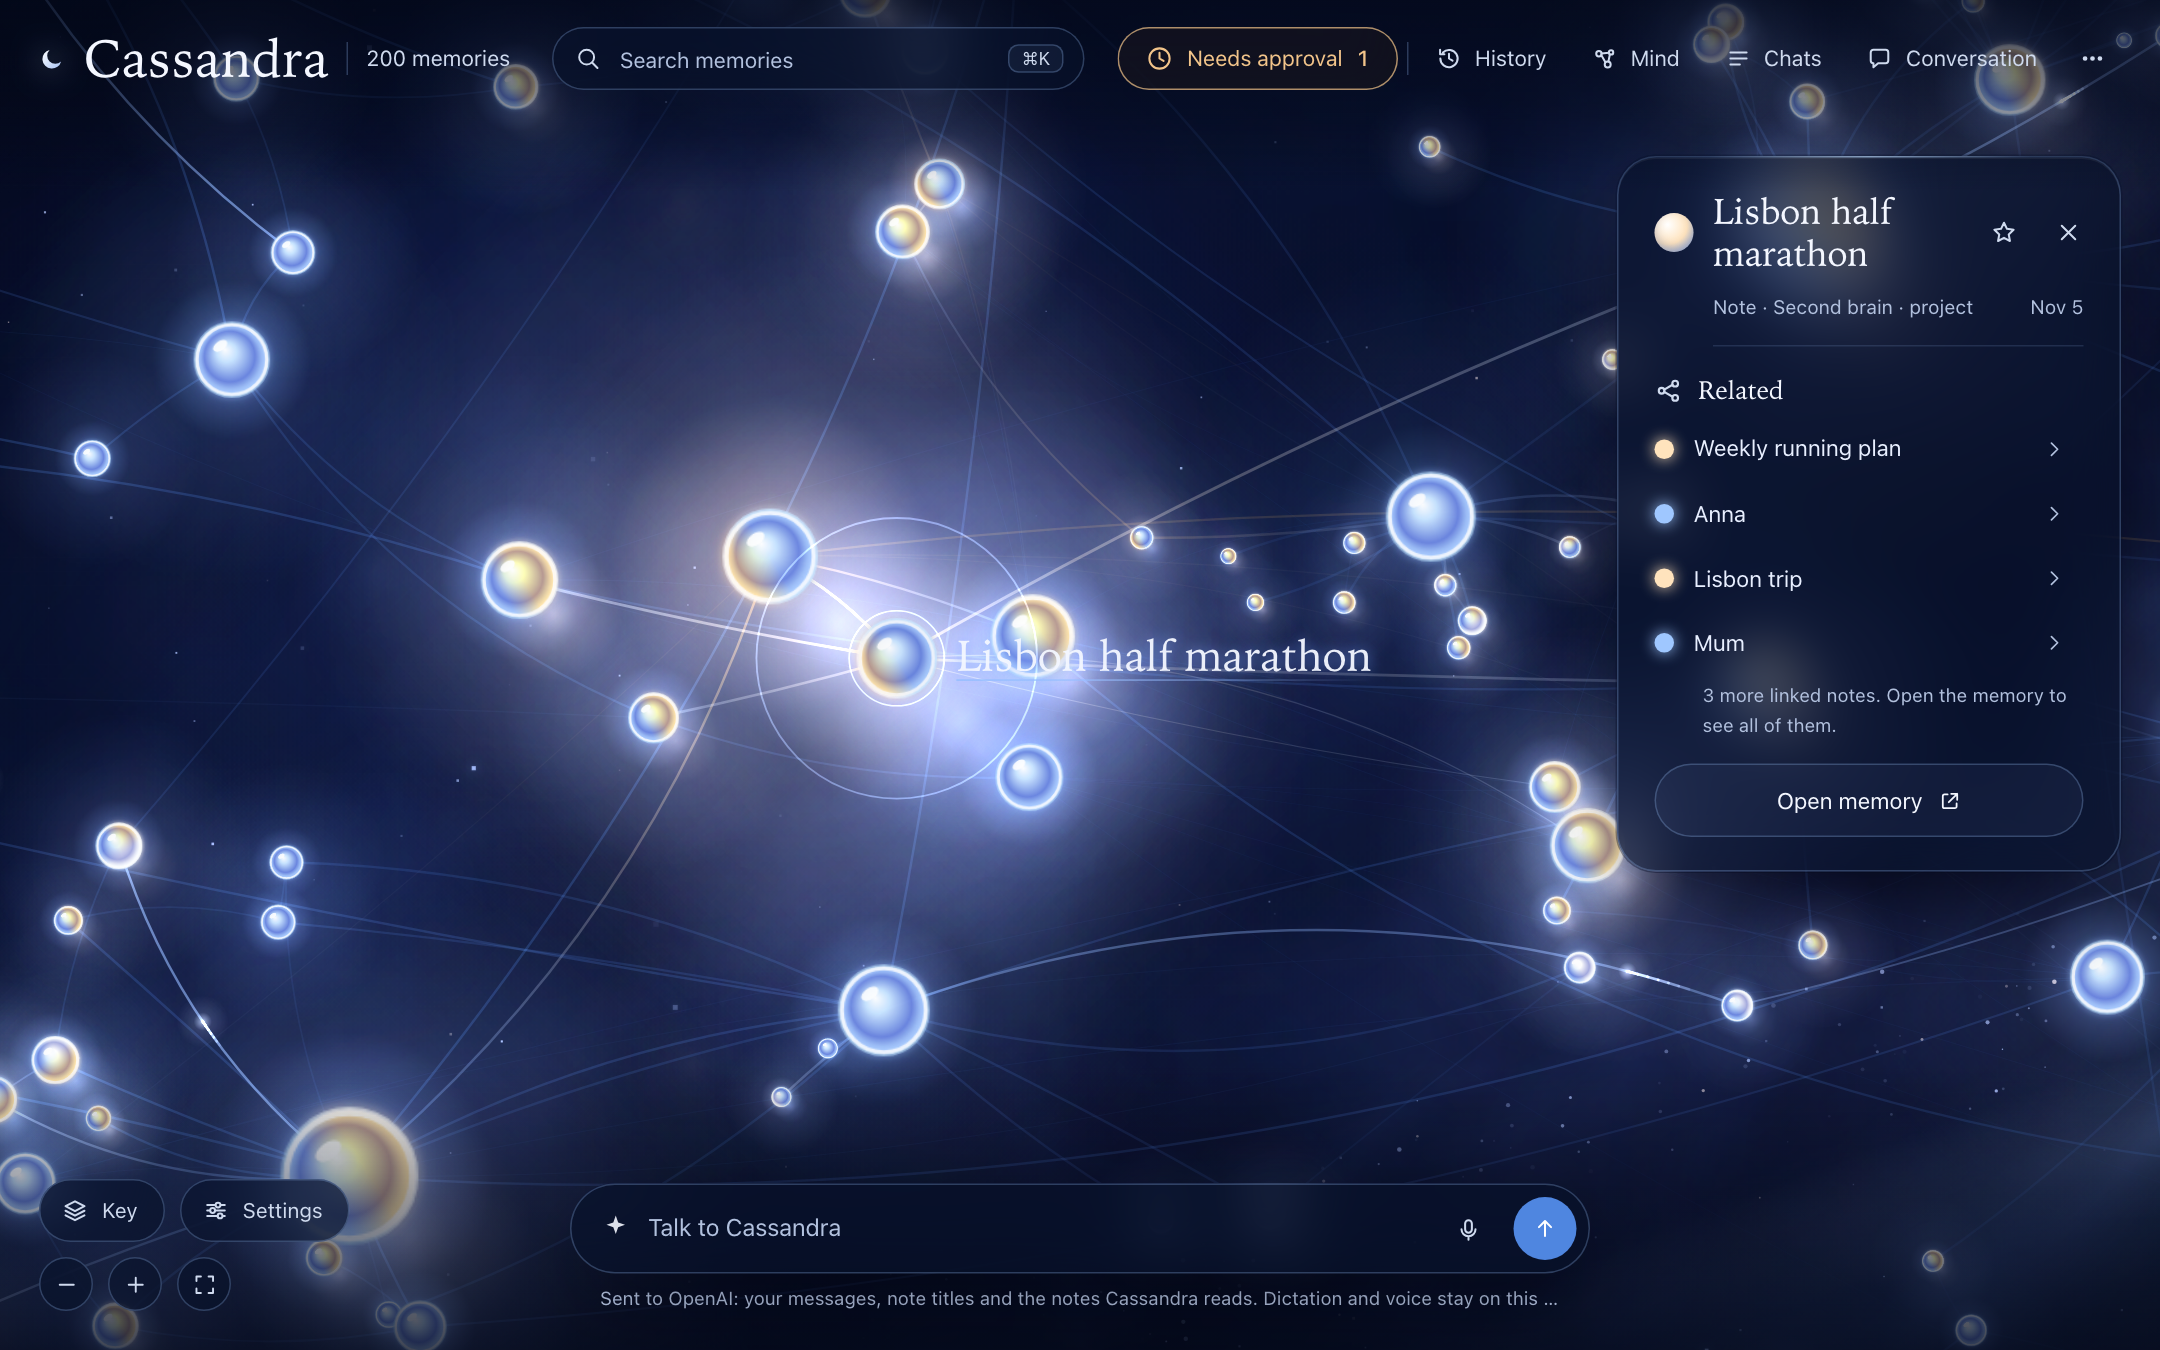 Cassandra
200 memories
Search memories
⌘K
Needs approval 1
History
Mind
Chats
Conversation
Lisbon half
marathon
Note · Second brain · project
Nov 5
Related
Weekly running plan
Anna
Lisbon trip
Mum
3 more linked notes. Open the memory to
see all of them.
Open memory
Lisbon half marathon
Key
Settings
Talk to Cassandra
Sent to OpenAI: your messages, note titles and the notes Cassandra reads. Dictation and voice stay on this ...